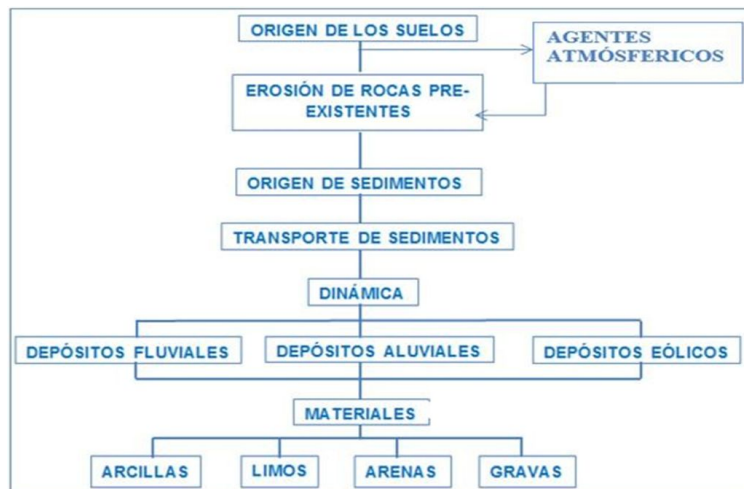 ORIGEN DE LOS SUELOS
AGENTES
ATMÓSFERICOS
EROSIÓN DE ROCAS PRE-
EXISTENTES
ORIGEN DE SEDIMENTOS
TRANSPORTE DE SEDIMENTOS
DINÁMICA
DEPÓSITOS FLUVIALES
DEPÓSITOS ALUVIALES
DEPÓSITOS EÓLICOS
MATERIALES
ARCILLAS
LIMOS
ARENAS
GRAVAS